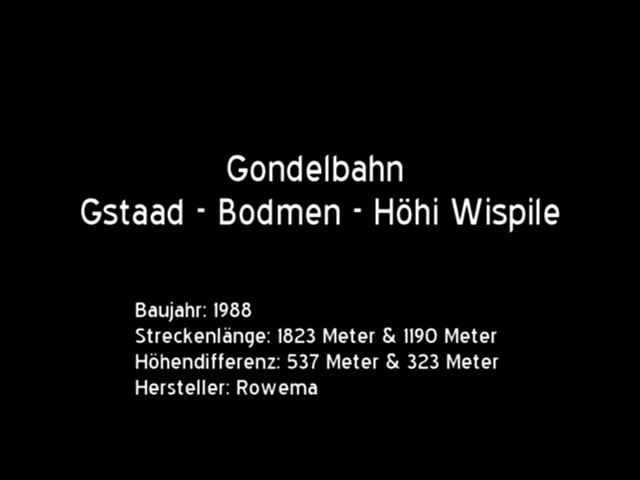 Gondelbahn
Gstaad - Bodmen - Höhi Wispile
Baujahr: 1988
Streckenlänge: 1823 Meter & 1190 Meter
Höhendifferenz: 537 Meter & 323 Meter
Hersteller: Rowema